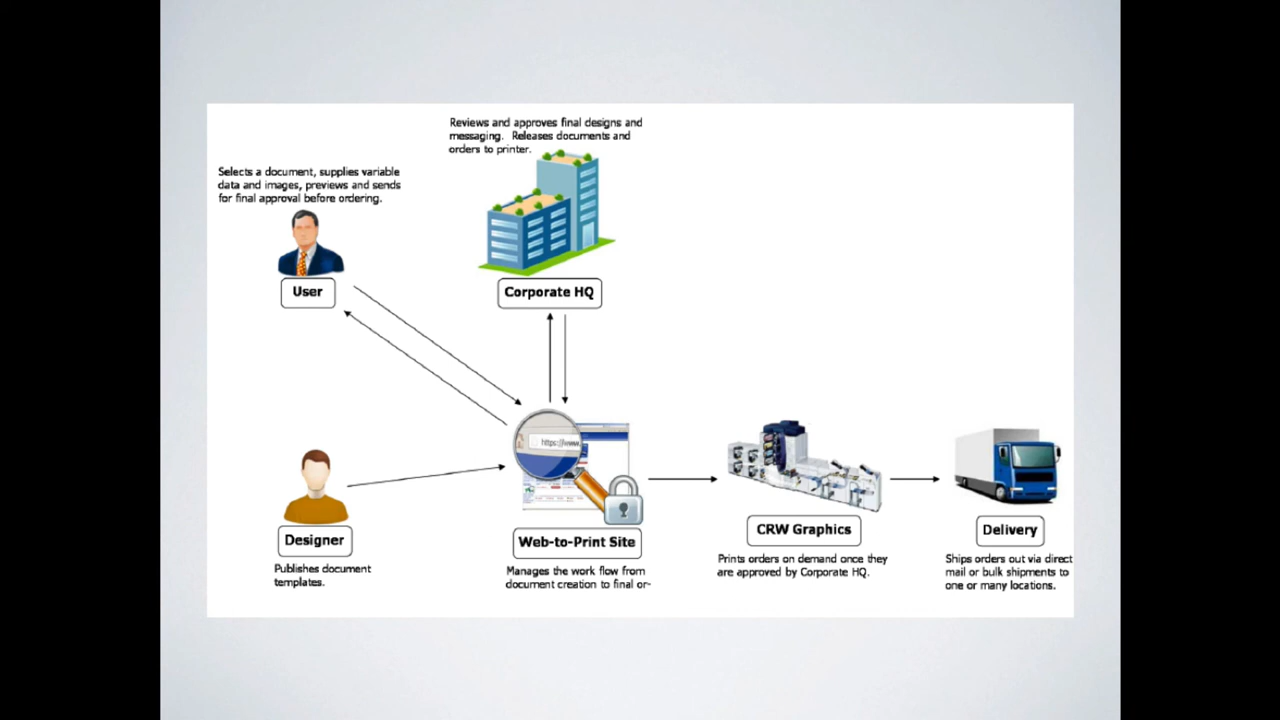 Reviews and approves final designs and
messaging.  Releases documents and
orders to printer.
Selects a document, supplies variable
data and images, previews and sends
for final approval before ordering.
User
Corporate HQ
https://www.
Designer
Publishes document
templates.
Web-to-Print Site
Manages the work flow from
document creation to final or-
CRW Graphics
Prints orders on demand once they
are approved by Corporate HQ.
Delivery
Ships orders out via direct
mail or bulk shipments to
one or many locations.